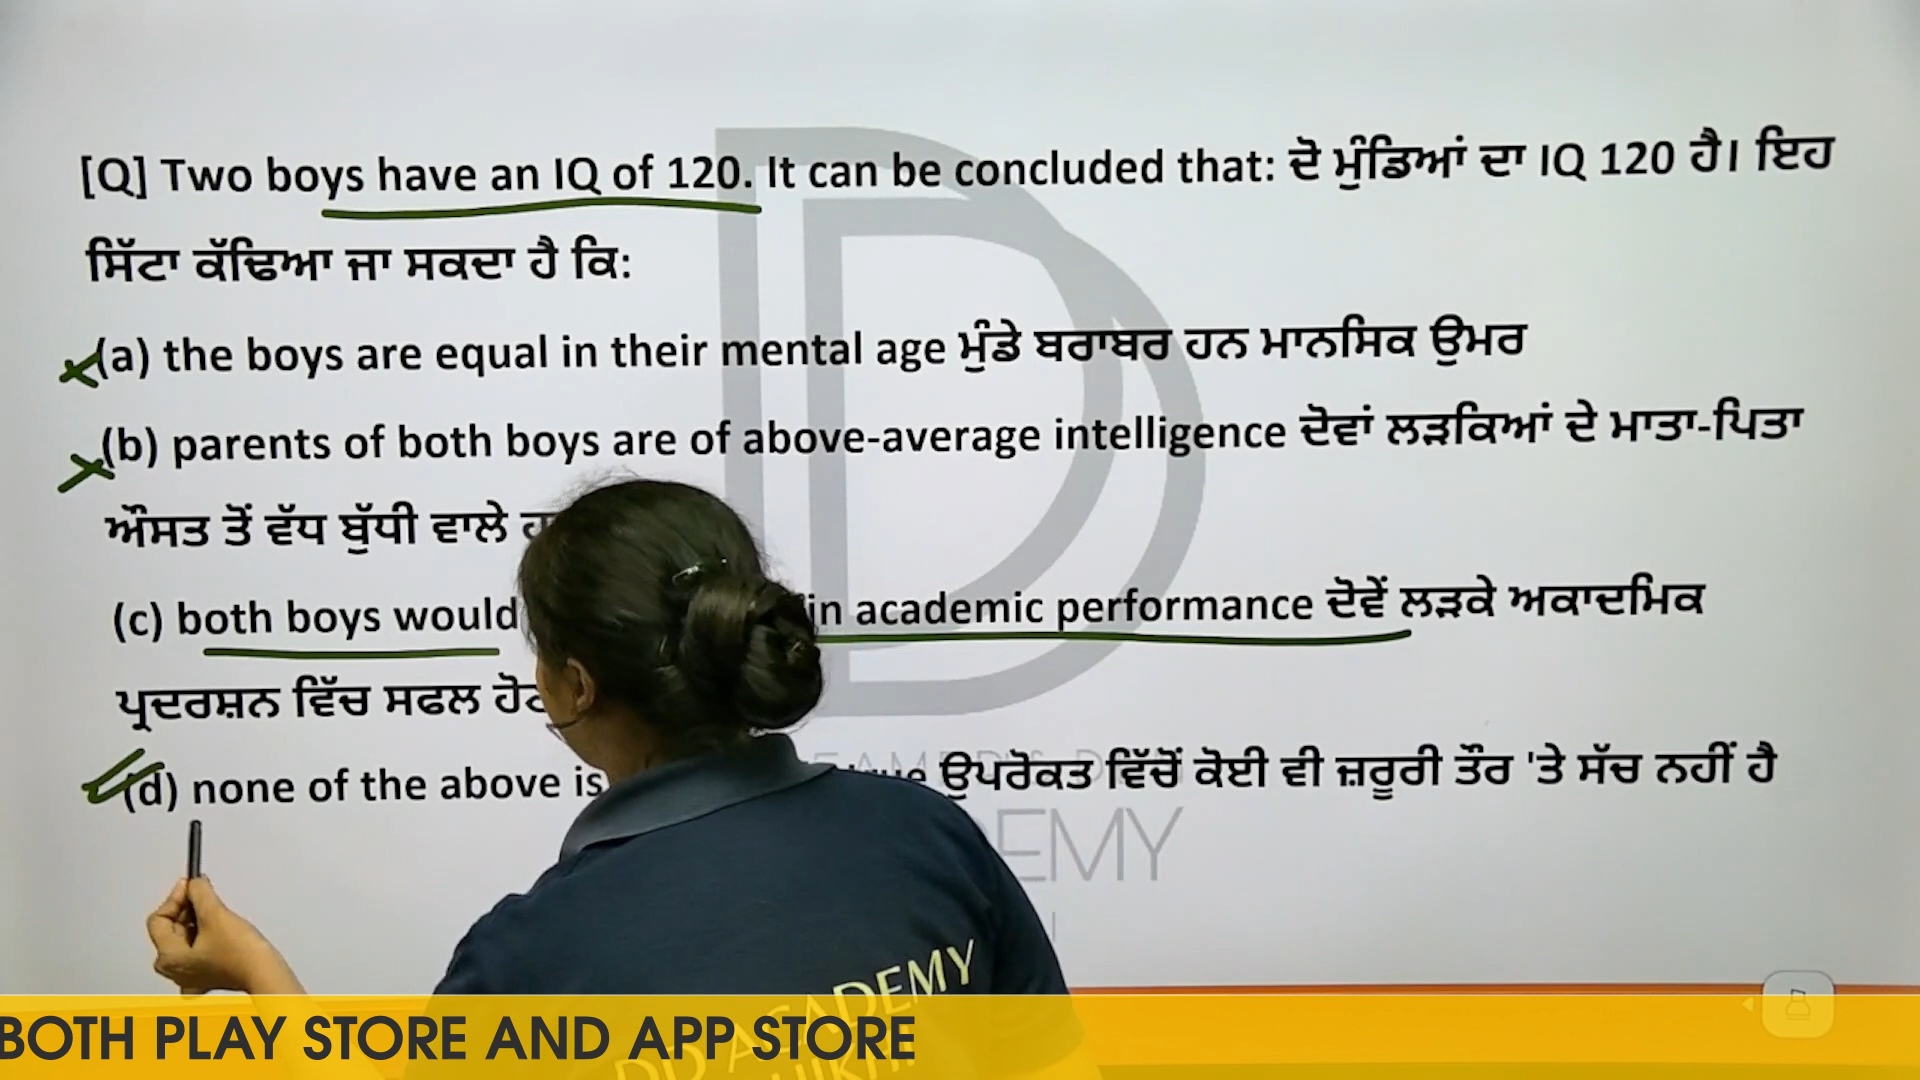 [Q] Two boys have an IQ of 120. It can be concluded that: ਦੋ ਮੁੰਡਿਆਂ ਦਾ IQ 120 ਹੈ। ਇਹ
ਸਿੱਟਾ ਕੱਢਿਆ ਜਾ ਸਕਦਾ ਹੈ ਕਿ:
(a) the boys are equal in their mental age ਮੁੰਡੇ ਬਰਾਬਰ ਹਨ ਮਾਨਸਿਕ ਉਮਰ
(b) parents of both boys are of above-average intelligence ਦੋਵਾਂ ਲੜਕਿਆਂ ਦੇ ਮਾਤਾ-ਪਿਤਾ
ਔਸਤ ਤੋਂ ਵੱਧ ਬੁੱਧੀ ਵਾਲੇ
(c) both boys would in academic performance ਦੋਵੇਂ ਲੜਕੇ ਅਕਾਦਮਿਕ
ਪ੍ਰਦਰਸ਼ਨ ਵਿੱਚ ਸਫਲ
(d) none of the above is ਉਪਰੋਕਤ ਵਿੱਚੋਂ ਕੋਈ ਵੀ ਜ਼ਰੂਰੀ ਤੌਰ 'ਤੇ ਸੱਚ ਨਹੀਂ ਹੈ
DD ACADEMY
BOTH PLAY STORE AND APP STORE